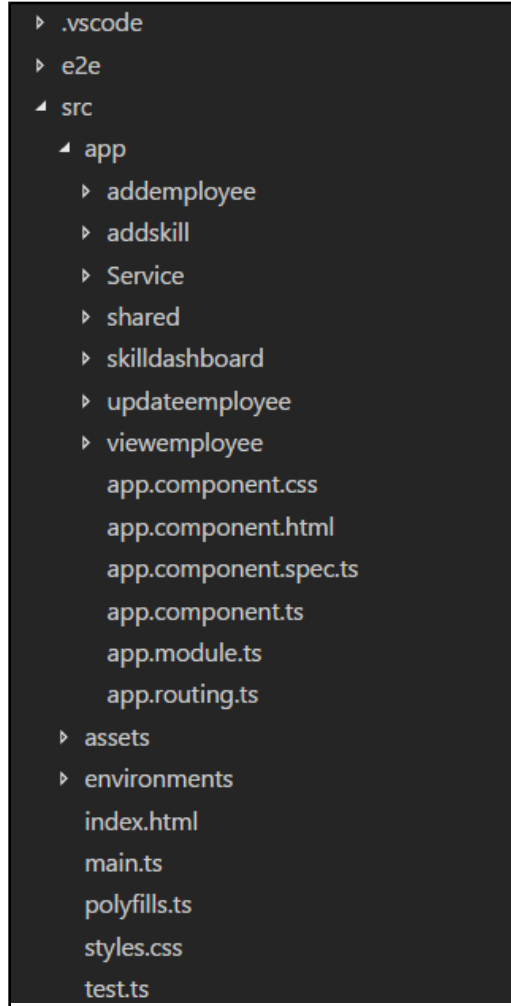 .vscode
e2e
src
app
addemployee
addskill
Service
shared
skilldashboard
updateemployee
viewemployee
app.component.css
app.component.html
app.component.spec.ts
app.component.ts
app.module.ts
app.routing.ts
assets
environments
index.html
main.ts
polyfills.ts
styles.css
test.ts